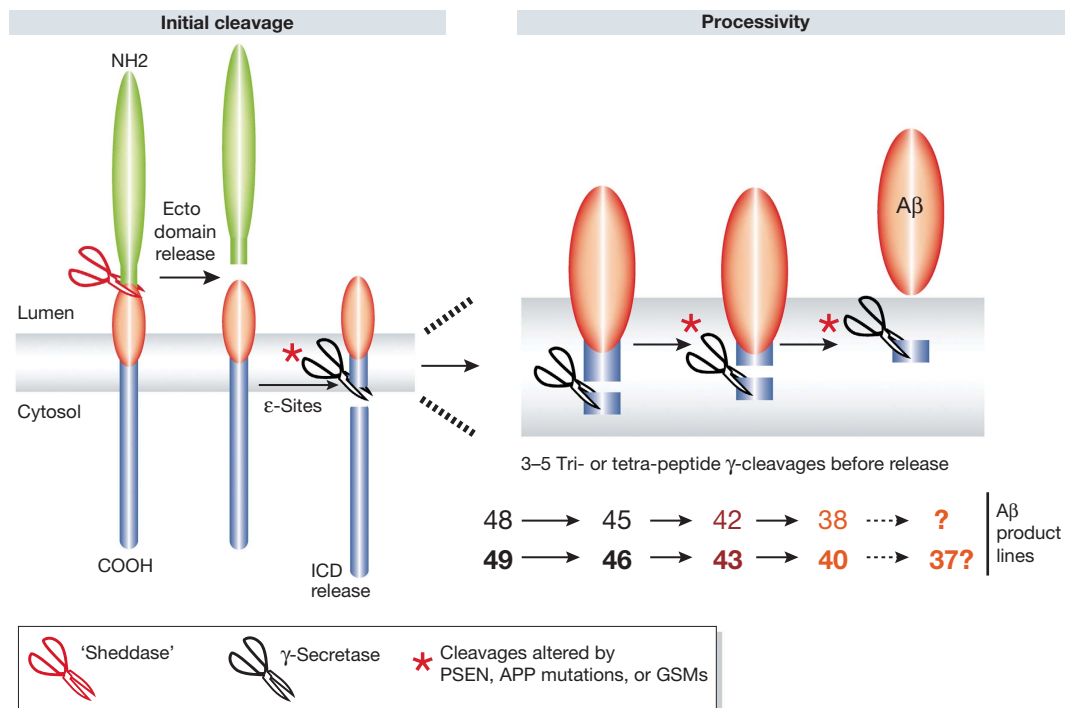 Initial cleavage
Processivity
NH2
Ecto
domain
release
Lumen
Cytosol
ε-Sites
COOH
ICD
release
Aβ
3–5 Tri- or tetra-peptide γ-cleavages before release
48 45 42 38 ?
49 46 43 40 37?
Aβ
product
lines
‘Sheddase’
γ-Secretase
* Cleavages altered by
PSEN, APP mutations, or GSMs